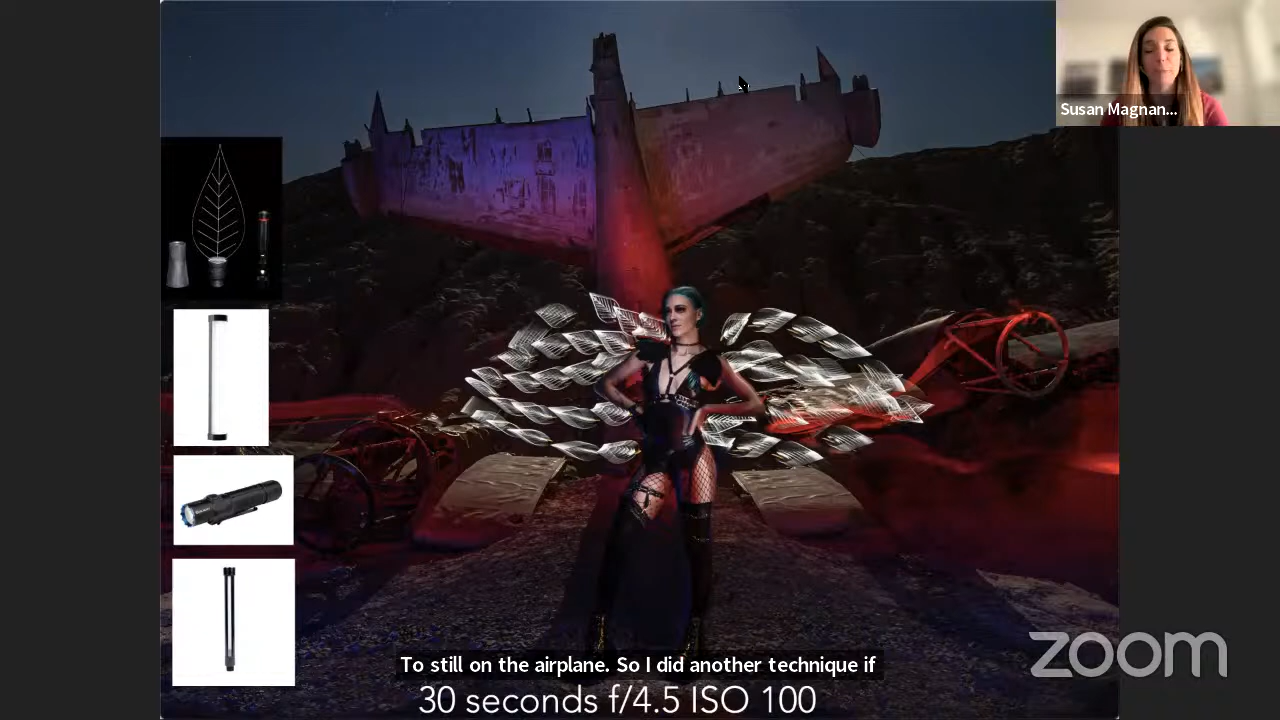 Susan Magnan...
To still on the airplane. So I did another technique if
30 seconds f/4.5 ISO 100
zoom